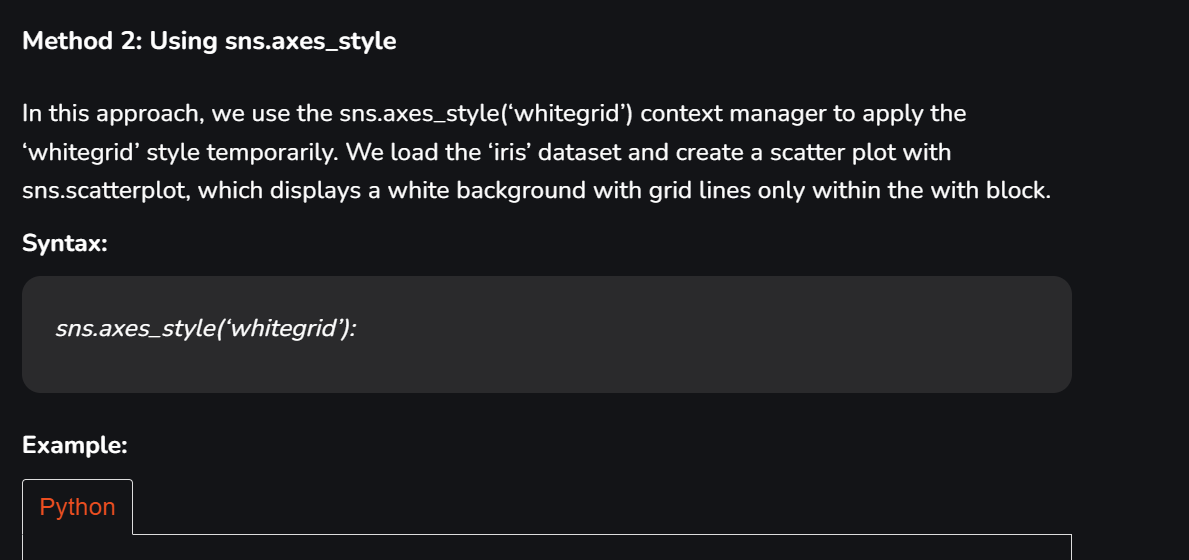 Method 2: Using sns.axes_style
In this approach, we use the sns.axes_style(‘whitegrid’) context manager to apply the
‘whitegrid’ style temporarily. We load the ‘iris’ dataset and create a scatter plot with
sns.scatterplot, which displays a white background with grid lines only within the with block.
Syntax:
sns.axes_style(‘whitegrid’):
Example:
Python